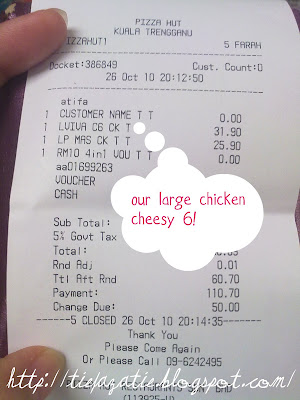 PIZZA HUT
KUALA TRENGGANU
PIZZAHUT1 5 FARAH
Docket:386849 Cust. Count:0
26 Oct 10 20:12:50
atifa
1 CUSTOMER NAME T T 0.00
1 LVIVA C6 CK T 31.90
1 LP MAS CK T T 25.90
1 RM10 4in1 VOU T T 0.00
aa01699263
VOUCHER
CASH
our large chicken
cheesy 6!
Sub Total:
5% Govt Tax
Total:
Rnd Adj 0.01
Ttl Aft Rnd 60.70
Payment: 110.70
Change Due: 50.00
------5 CLOSED 26 Oct 10 20:14:35------
Thank You
Please Come Again
Or Please Call 09-6242495
RESTAURANTS SDN BHD